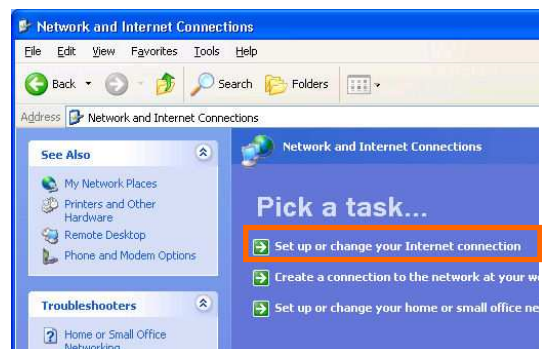 Network and Internet Connections
File Edit View Favorites Tools Help
Back Search Folders
Address Network and Internet Connections
See Also
My Network Places
Printers and Other
Hardware
Remote Desktop
Phone and Modem Options
Troubleshooters
Home or Small Office
Networking
Network and Internet Connections
Pick a task...
Set up or change your Internet connection
Create a connection to the network at your
Set up or change your home or small office